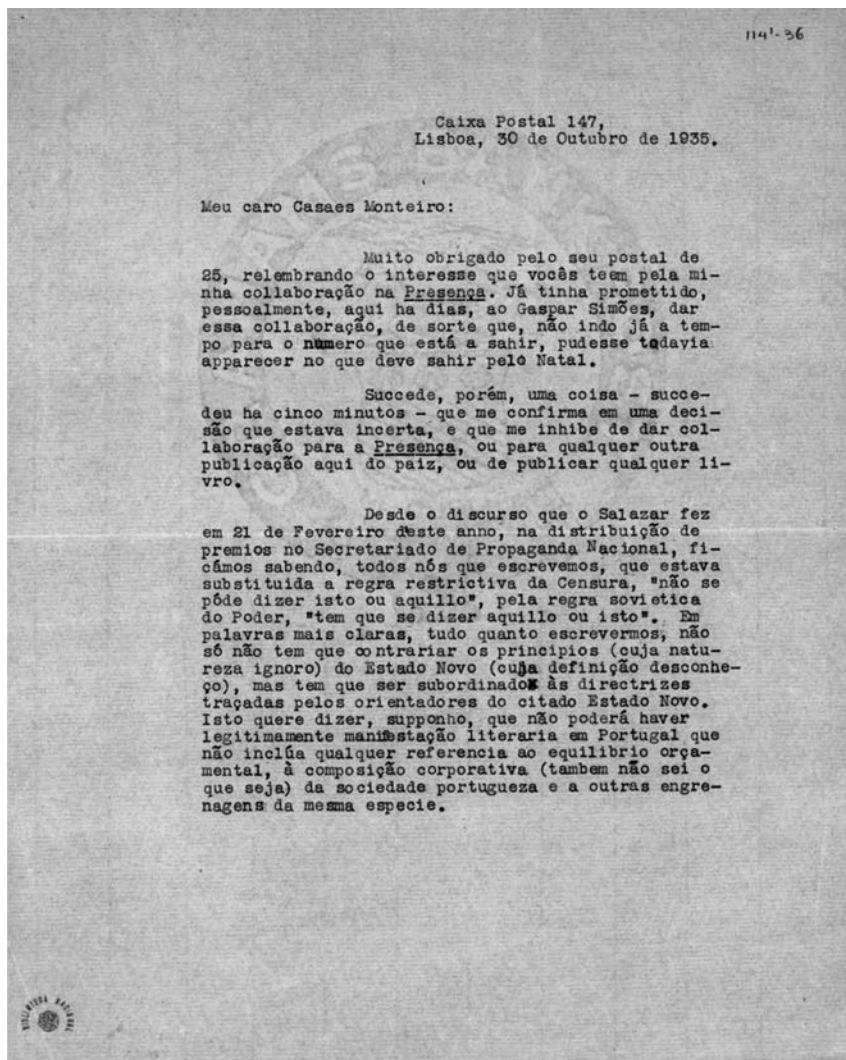 114¹-36
Caixa Postal 147,
Lisboa, 30 de Outubro de 1935.
Meu caro Casaes Monteiro:
Muito obrigado pelo seu postal de
25, relembrando o interesse que vocês teem pela mi-
nha collaboração na Presença. Já tinha promettido,
pessoalmente, aqui ha dias, ao Gaspar Simões, dar
essa collaboração, de sorte que, não indo já a tem-
po para o numero que está a sahir, pudesse todavia
apparecer no que deve sahir pelo Natal.
Succede, porém, uma coisa - succe-
deu ha cinco minutos - que me confirma em uma deci-
são que estava incerta, e que me inhibe de dar col-
laboração para a Presença, ou para qualquer outra
publicação aqui do paiz, ou de publicar qualquer li-
vro.
Desde o discurso que o Salazar fez
em 21 de Fevereiro deste anno, na distribuição de
premios no Secretariado de Propaganda Nacional, fi-
cámos sabendo, todos nós que escrevemos, que estava
substituida a regra restrictiva da Censura, "não se
póde dizer isto ou aquillo", pela regra sovietica
do Poder, "tem que se dizer aquillo ou isto". Em
palavras mais claras, tudo quanto escrevermos, não
só não tem que contrariar os principios (cuja natu-
reza ignoro) do Estado Novo (cuja definição desconhe-
ço), mas tem que ser subordinado às directrizes
traçadas pelos orientadores do citado Estado Novo.
Isto quere dizer, supponho, que não poderá haver
legitimamente manifestação literaria em Portugal que
não inclúa qualquer referencia ao equilibrio orça-
mental, à composição corporativa (tambem não sei o
que seja) da sociedade portugueza e a outras engre-
nagens da mesma especie.
BIBLIOTECA NACIONAL